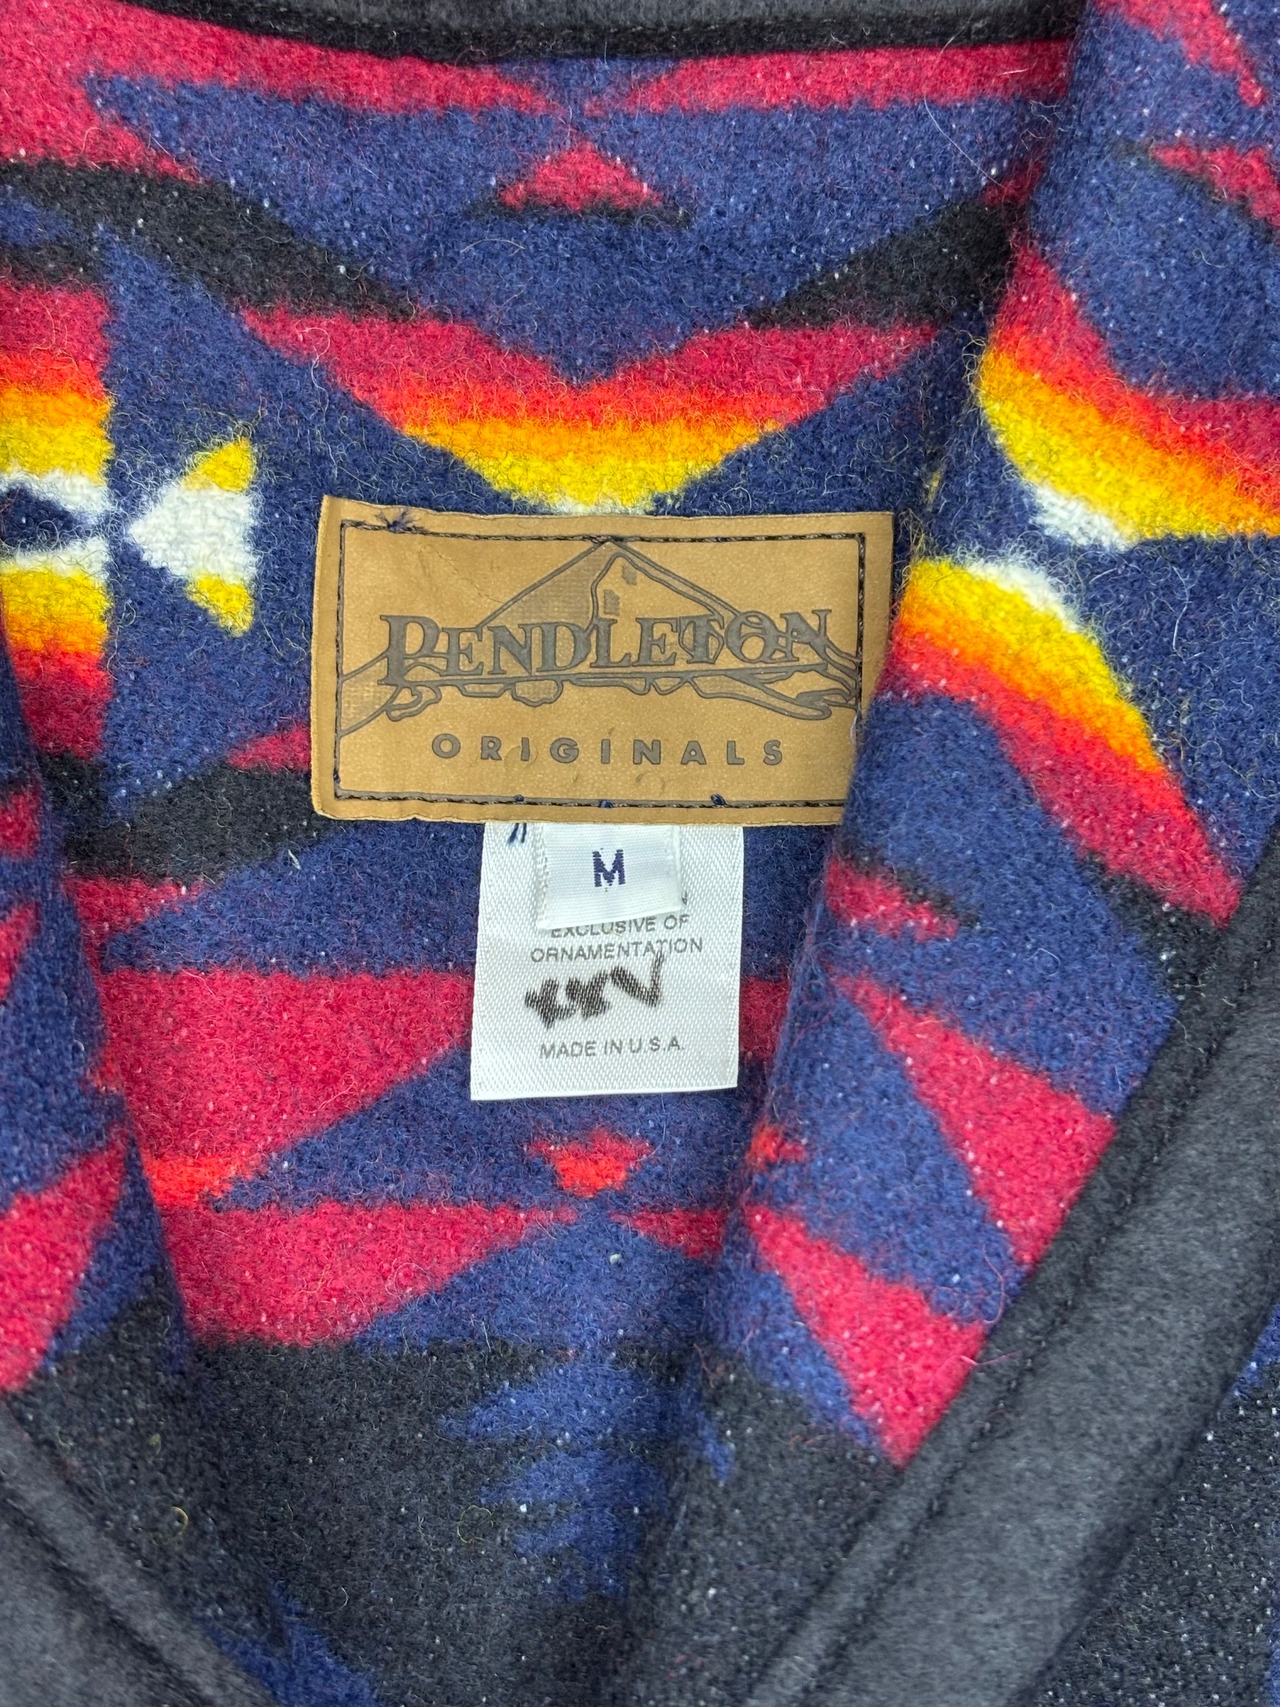 PENDLETON
ORIGINALS
M
EXCLUSIVE OF
ORNAMENTATION
MADE IN U.S.A.